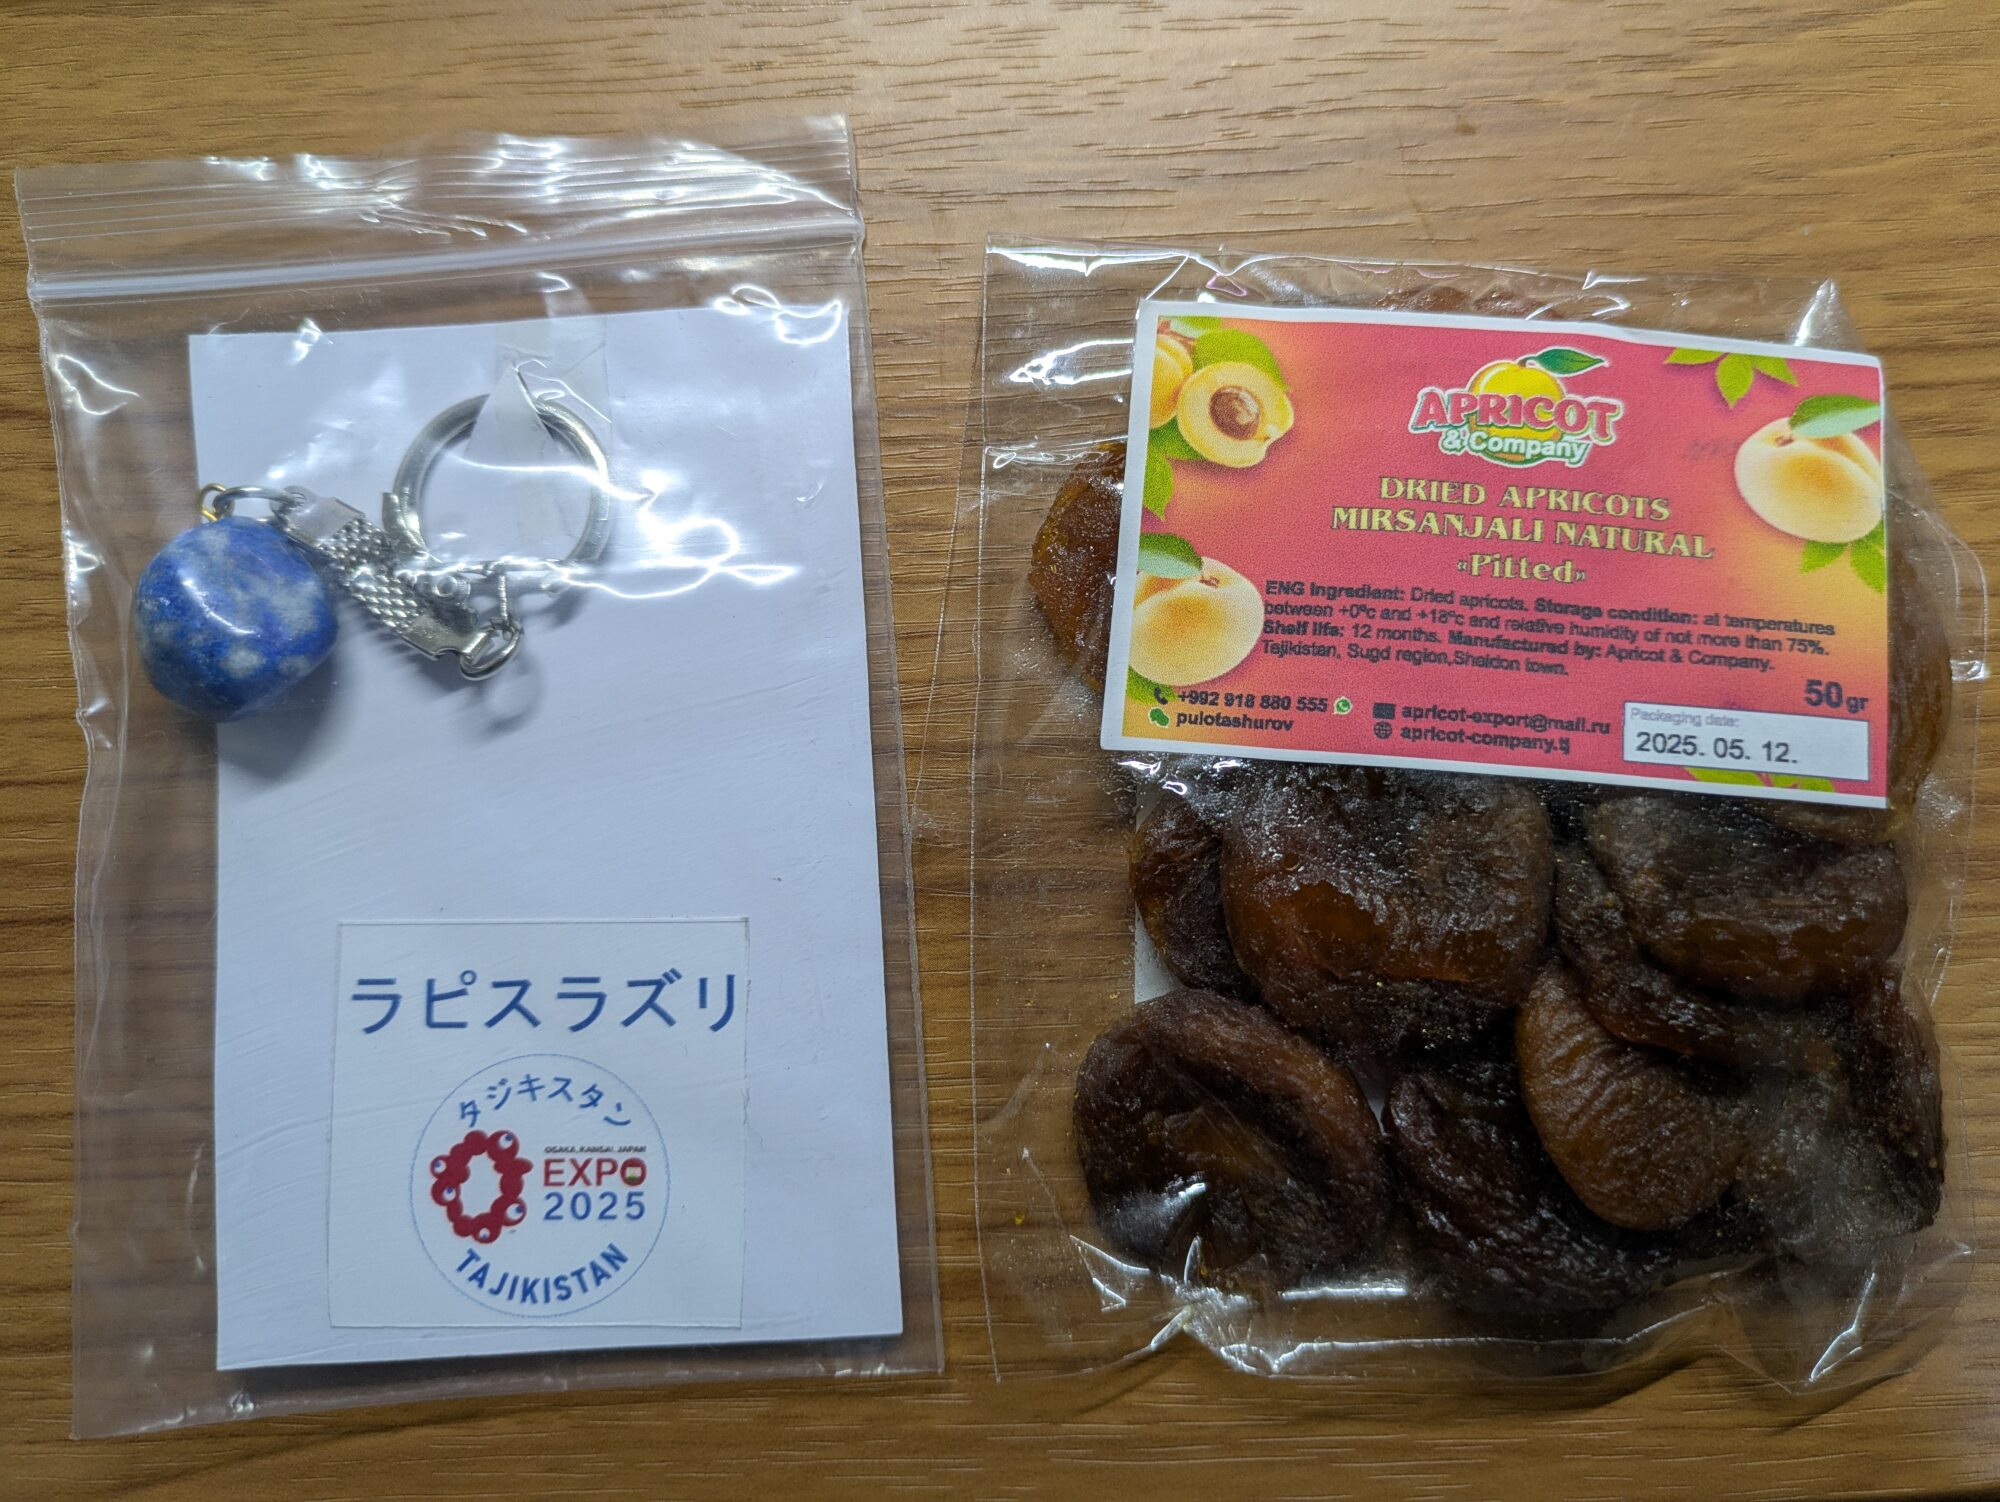 ラピスラズリ
タジキスタン
OSAKA, KANSAI, JAPAN
EXPO
2025
TAJIKISTAN
APRICOT
& Company
DRIED APRICOTS
MIRSANJALI NATURAL
«Pitted»
ENG Ingredient: Dried apricots. Storage condition: at temperatures
between +0ºc and +18ºc and relative humidity of not more than 75%.
Shelf life: 12 months. Manufactured by: Apricot & Company.
Tajikistan, Sugd region,Shaidon town.
50gr
+992 918 880 555
pulotashurov
apricot-export@mail.ru
apricot-company.tj
Packaging date:
2025. 05. 12.